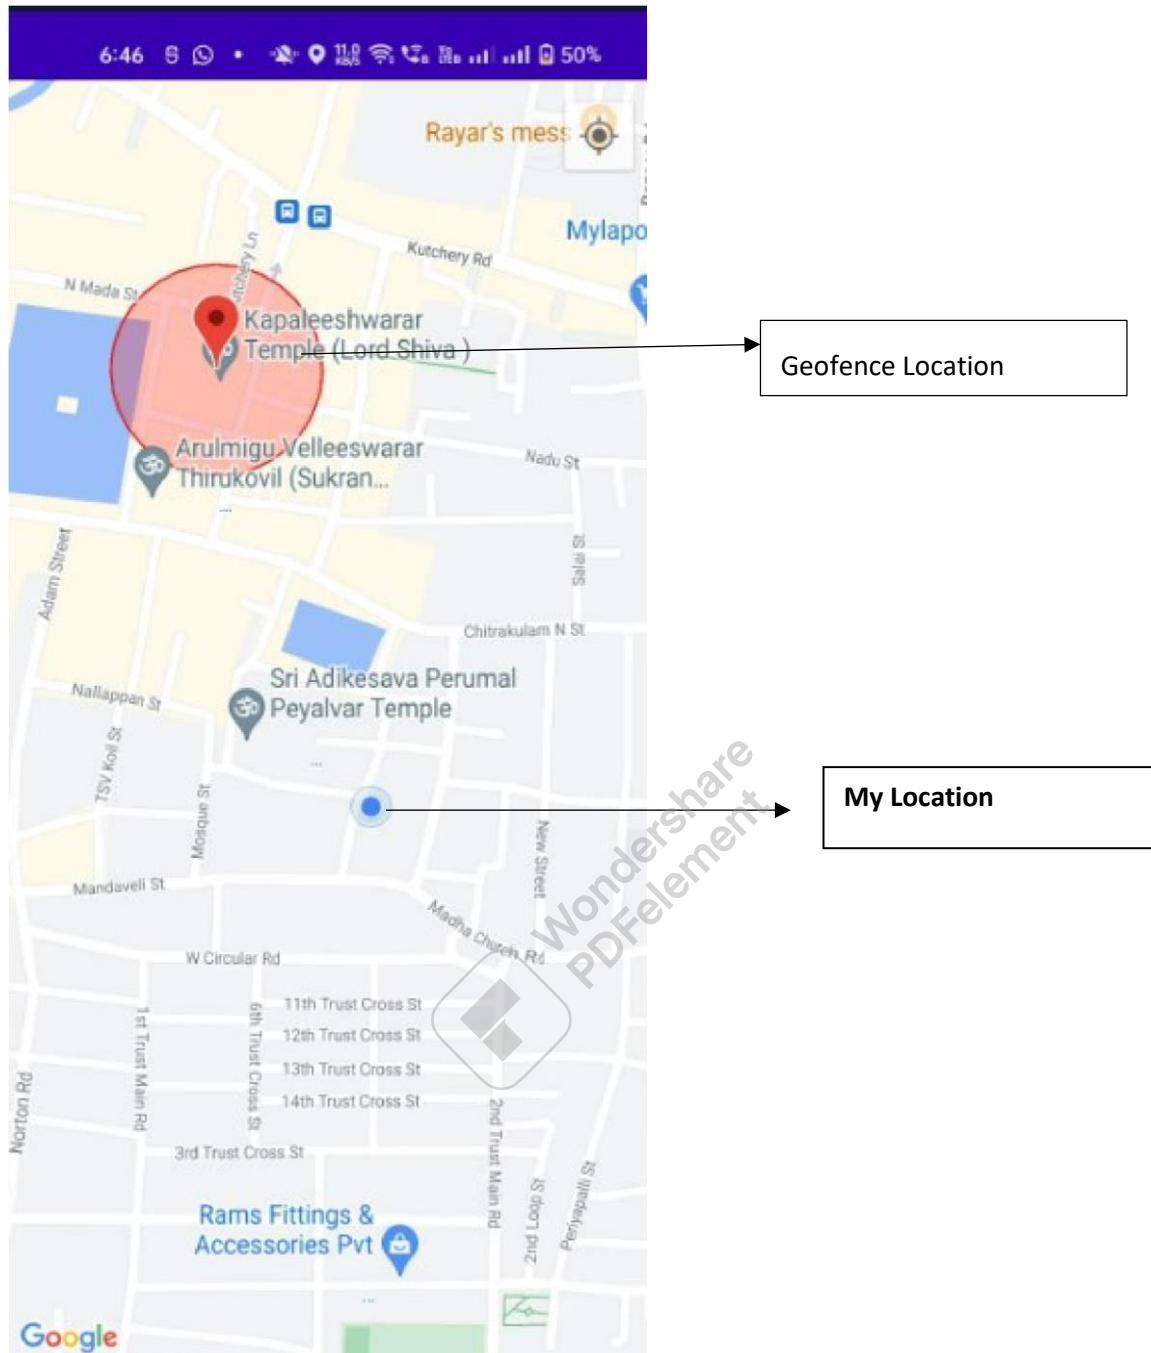 6:46
11.0
KB/S
50%
Rayar's mess
Mylapo
Kutchery Rd
utchery Ln
N Mada St
Kapaleeshwarar
Temple (Lord Shiva )
Geofence Location
Arulmigu Velleeswarar
Thirukovil (Sukran...
Nadu St
...
Salai St
Adam Street
Chitrakulam N St
Sri Adikesava Perumal
Peyalvar Temple
Nallappan St
...
TSV Koil St
Mosque St
My Location
New Street
Mandaveli St
Madha Church Rd
W Circular Rd
Wondershare
PDFelement
11th Trust Cross St
12th Trust Cross St
13th Trust Cross St
14th Trust Cross St
1st Trust Main Rd
6th Trust Cross St
Norton Rd
2nd Trust Main Rd
3rd Trust Cross St
2nd Loop St
Periyapalli St
Rams Fittings &
Accessories Pvt
...
Google